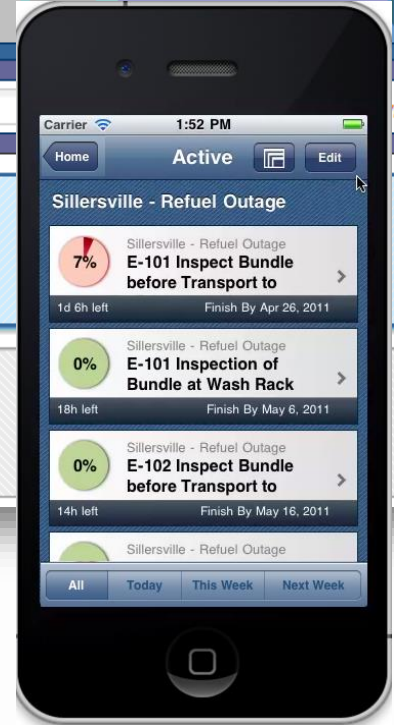 Carrier 1:52 PM
Home Active Edit
Sillersville - Refuel Outage
Sillersville - Refuel Outage
7% E-101 Inspect Bundle
before Transport to
1d 6h left Finish By Apr 26, 2011
Sillersville - Refuel Outage
0% E-101 Inspection of
Bundle at Wash Rack
18h left Finish By May 6, 2011
Sillersville - Refuel Outage
0% E-102 Inspect Bundle
before Transport to
14h left Finish By May 16, 2011
Sillersville - Refuel Outage
All Today This Week Next Week